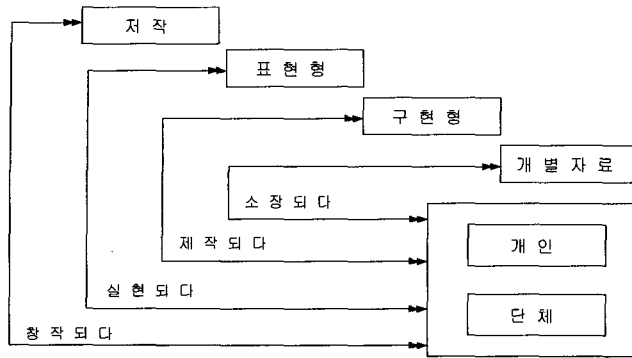 저 작
표 현 형
구 현 형
개 별 자 료
소 장 되 다
제 작 되 다
개 인
실 현 되 다
단 체
창 작 되 다